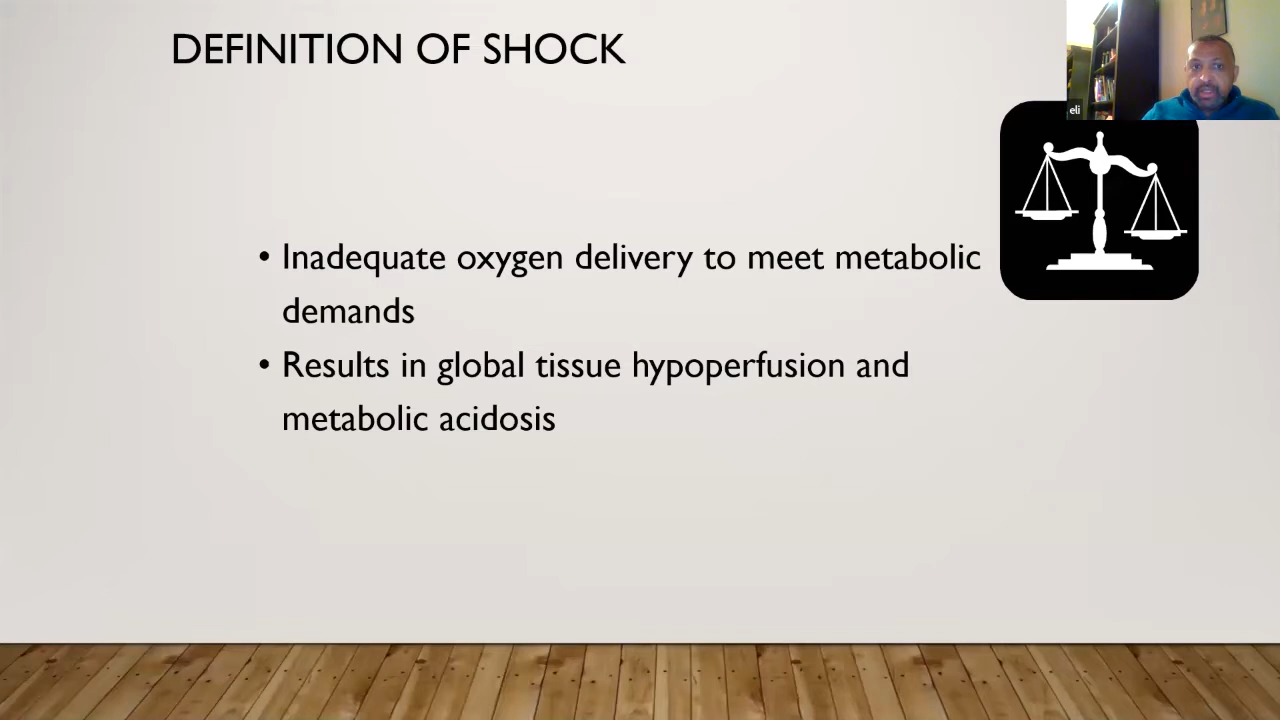 DEFINITION OF SHOCK
eli
• Inadequate oxygen delivery to meet metabolic
demands
• Results in global tissue hypoperfusion and
metabolic acidosis